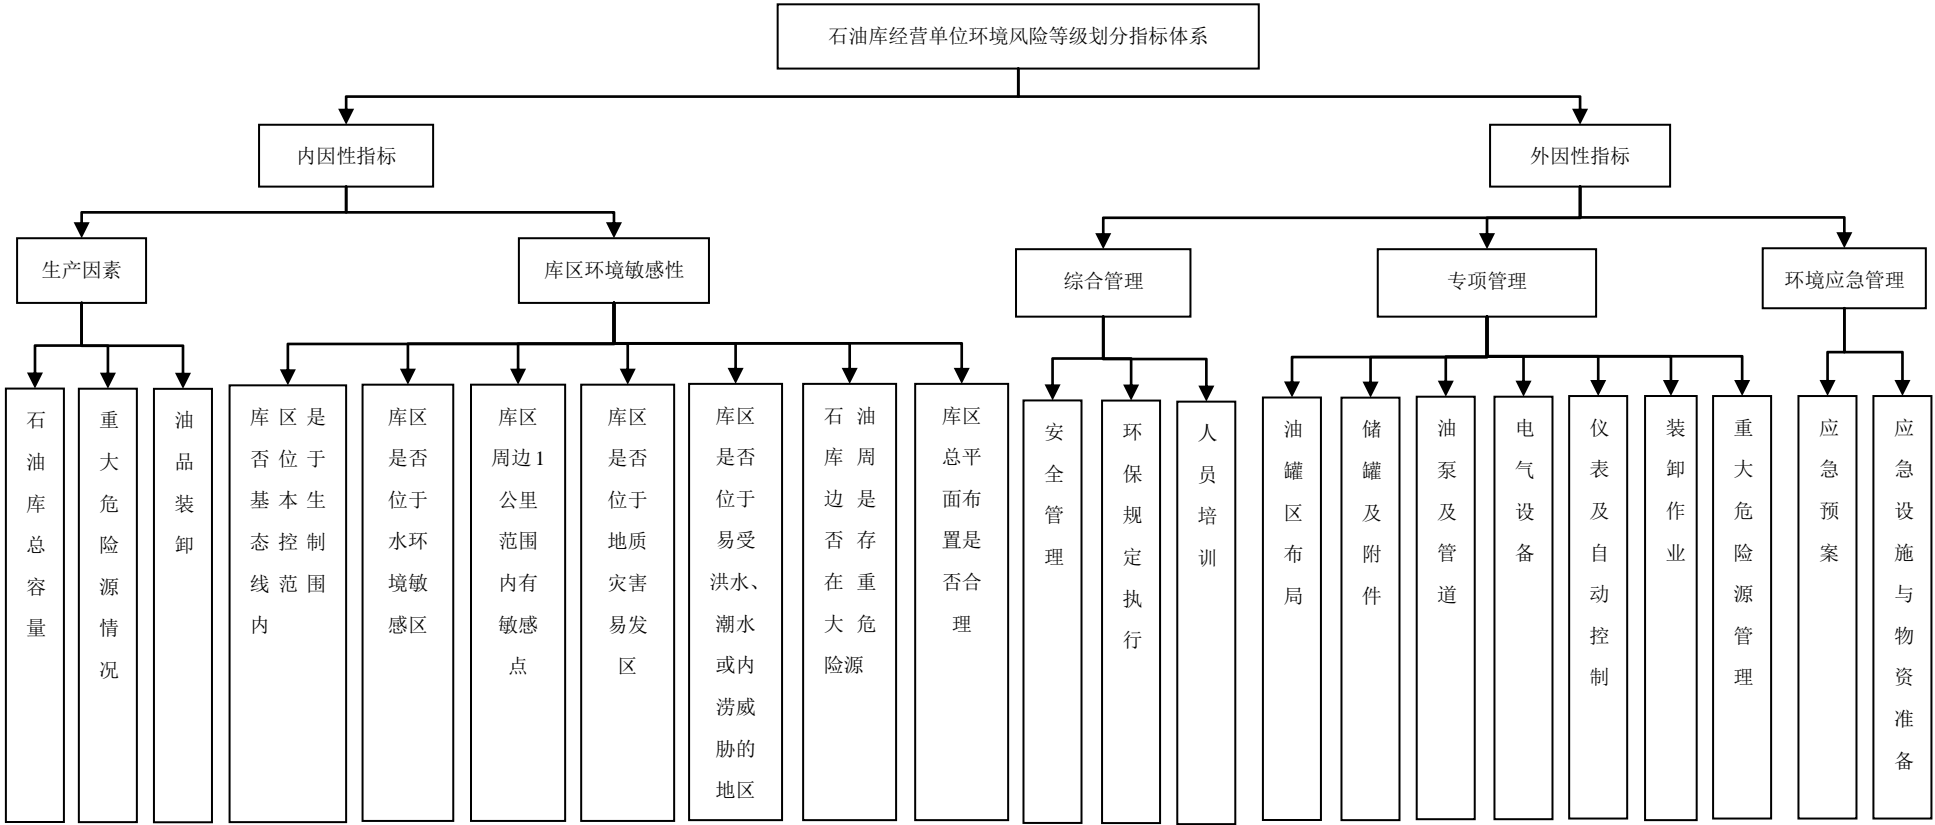 石油库经营单位环境风险等级划分指标体系
内因性指标
外因性指标
生产因素
库区环境敏感性
综合管理
专项管理
环境应急管理
石
油
库
总
容
量
重
大
危
险
源
情
况
油
品
装
卸
库区是
否位于
基本生
态控制
线范围
内
库区
是否
位于
水环
境敏
感区
库区
周边1
公里
范围
内有
敏感
点
库区
是否
位于
地质
灾害
易发
区
库区
是否
位于
易受
洪水、
潮水
或内
涝威
胁的
地区
石油
库周
边是
否存
在重
大危
险源
库区
总平
面布
置是
否合
理
安
全
管
理
环
保
规
定
执
行
人
员
培
训
油
罐
区
布
局
储
罐
及
附
件
油
泵
及
管
道
电
气
设
备
仪
表
及
自
动
控
制
装
卸
作
业
重
大
危
险
源
管
理
应
急
预
案
应
急
设
施
与
物
资
准
备